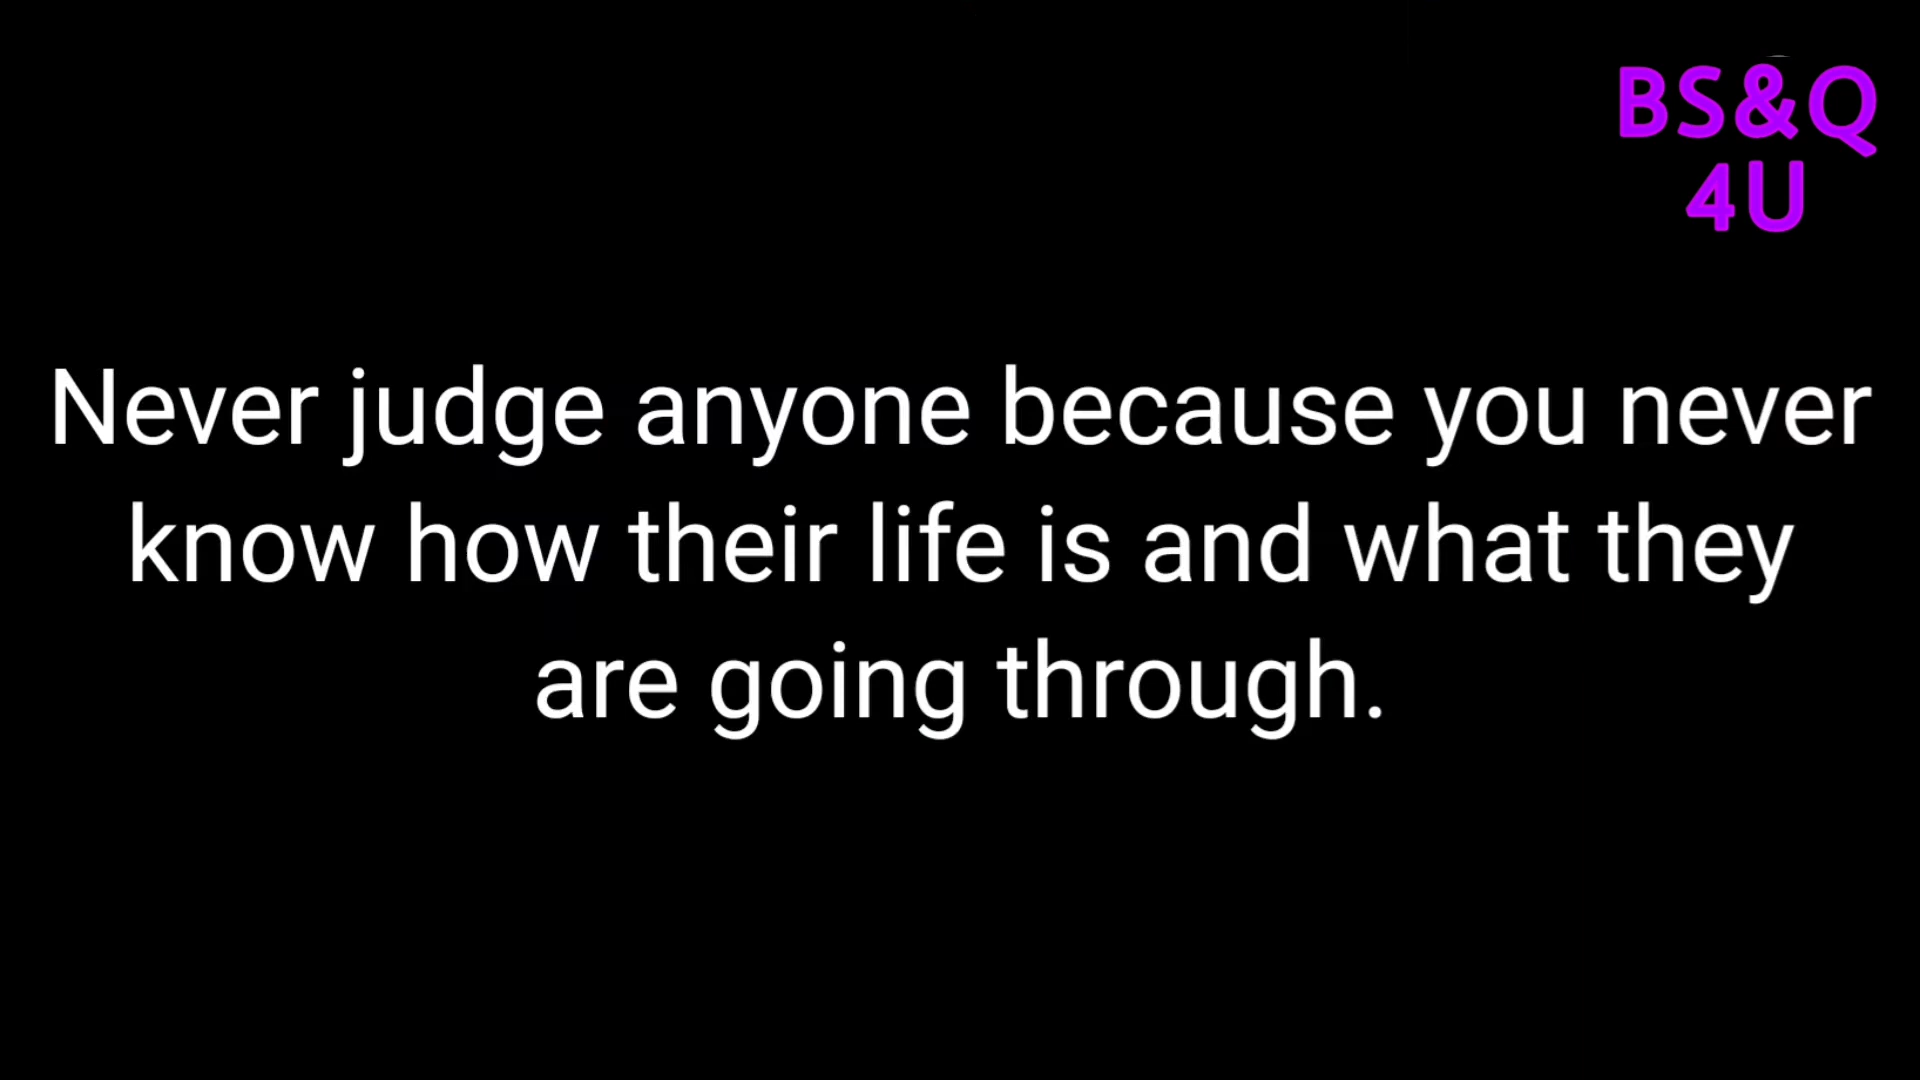 BS&Q
4U
Never judge anyone because you never
know how their life is and what they
are going through.